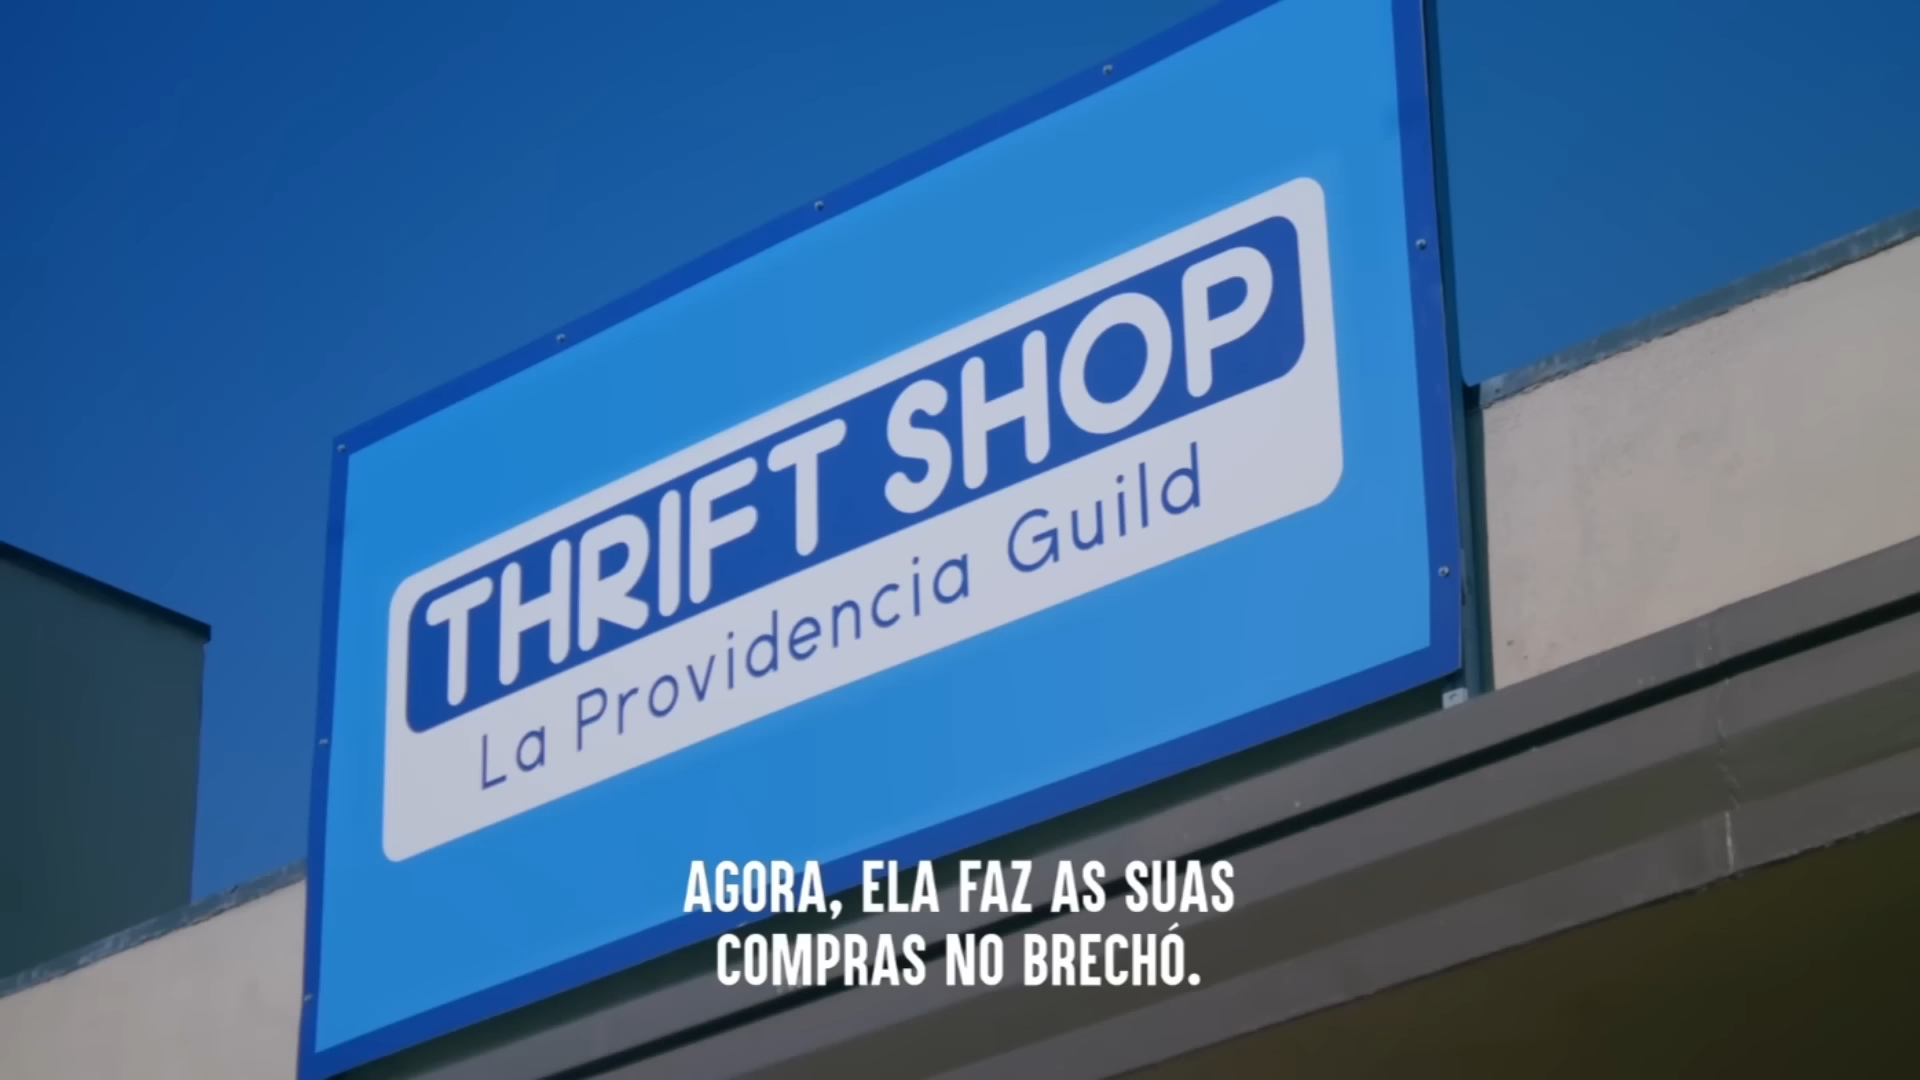 THRIFT SHOP
La Providencia Guild
AGORA, ELA FAZ AS SUAS
COMPRAS NO BRECHÓ.